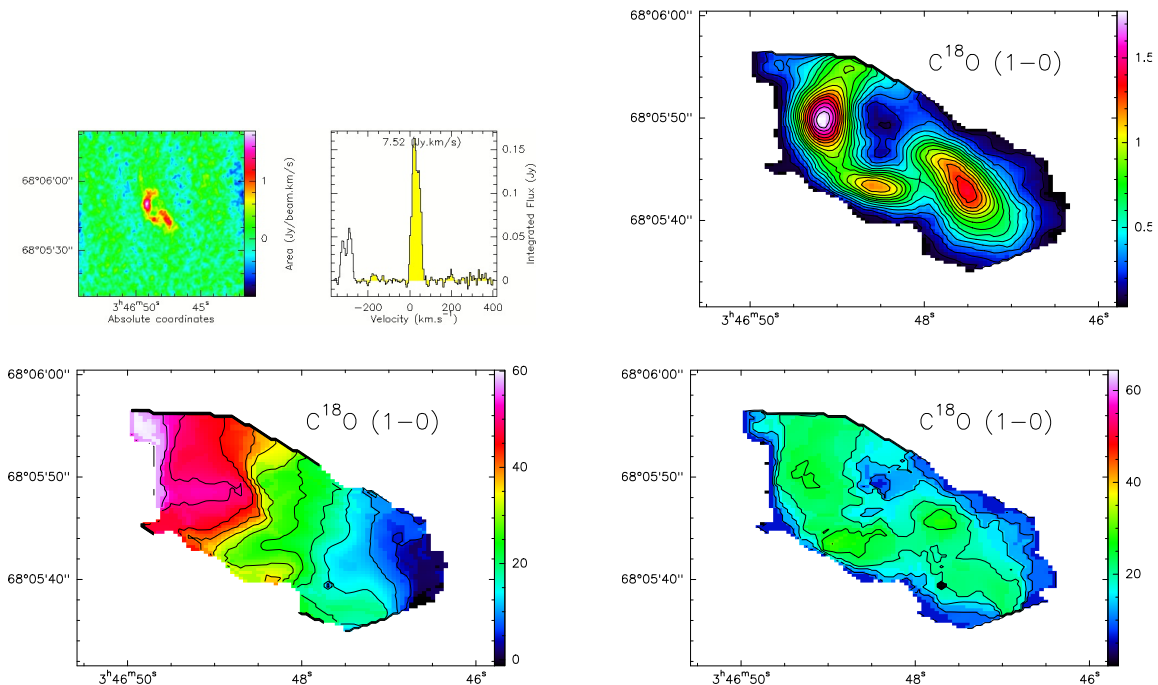 68°06'00''
68°05'30''
3ʰ46ᵐ50ˢ 45ˢ
Absolute coordinates
1
0
Area (Jy/beam.km/s)
7.52 (Jy.km/s)
0.15
0.1
0.05
0
Integrated Flux (Jy)
−200 0 200 400
Velocity (km.s⁻¹)
C¹⁸O (1−0)
68°06'00''
68°05'50''
68°05'40''
3ʰ46ᵐ50ˢ 48ˢ 46ˢ
1.5
1
0.5
C¹⁸O (1−0)
68°06'00''
68°05'50''
68°05'40''
3ʰ46ᵐ50ˢ 48ˢ 46ˢ
60
40
20
0
C¹⁸O (1−0)
68°06'00''
68°05'50''
68°05'40''
3ʰ46ᵐ50ˢ 48ˢ 46ˢ
60
40
20